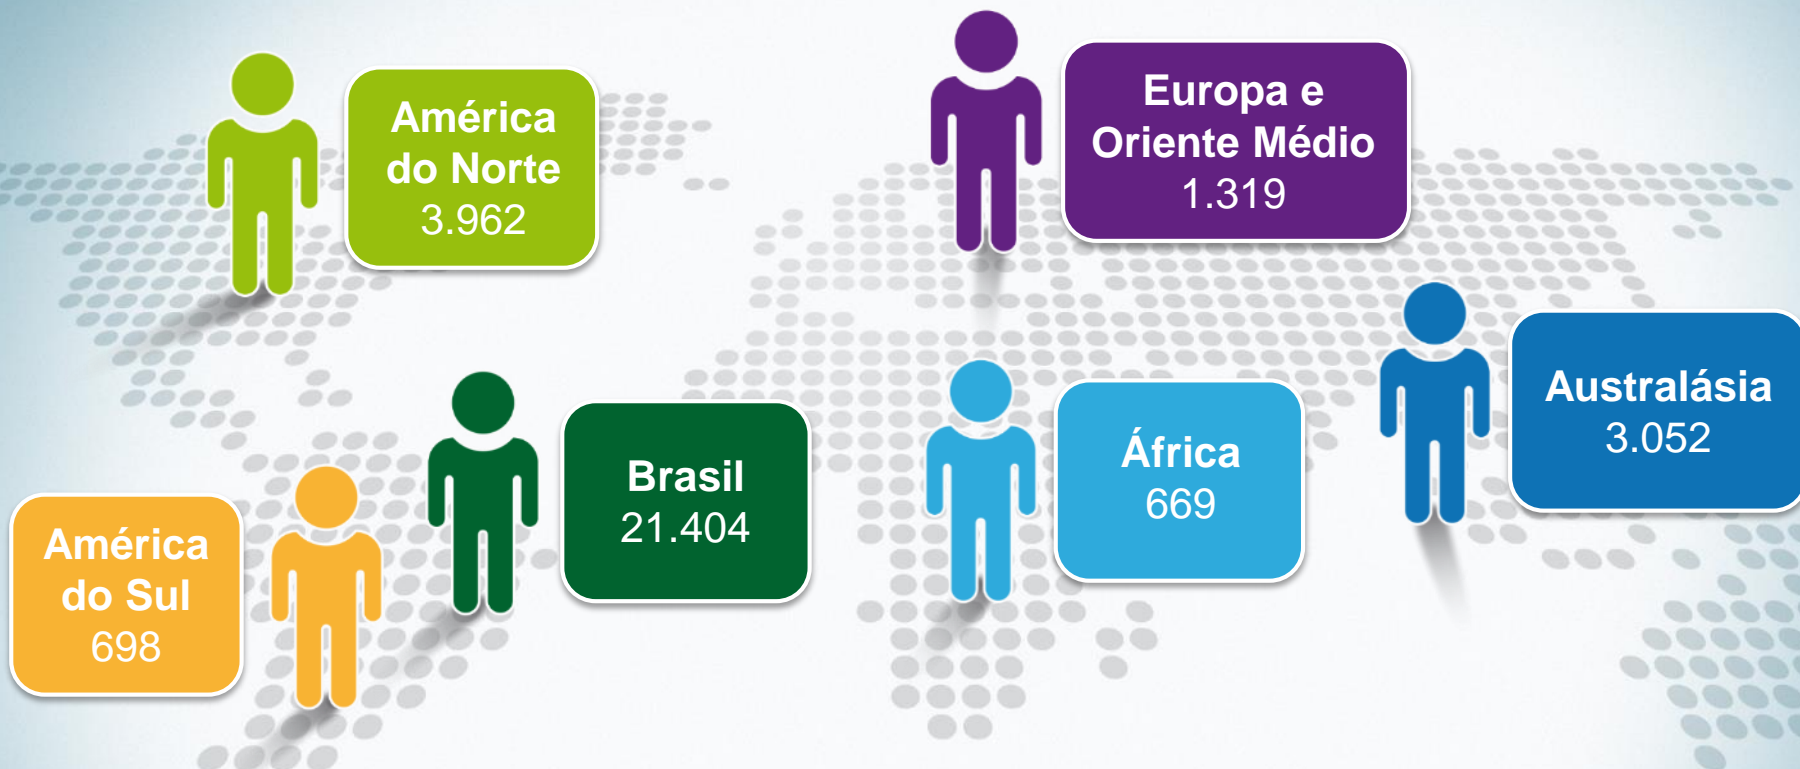 América
do Norte
3.962
Europa e
Oriente Médio
1.319
Australásia
3.052
África
669
Brasil
21.404
América
do Sul
698